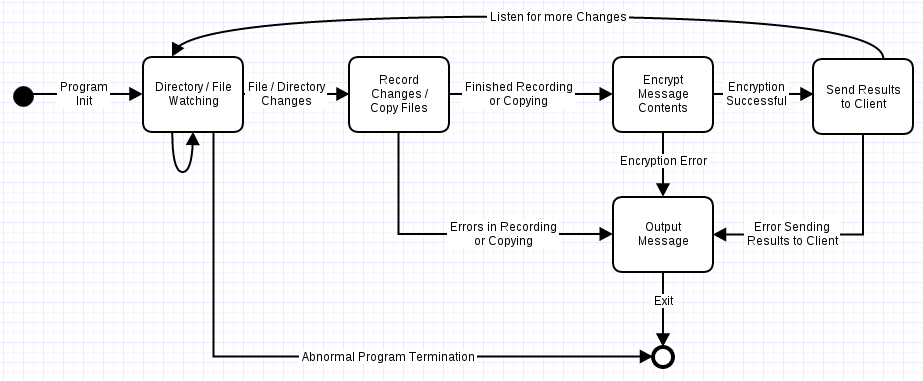 Listen for more Changes
Program
Init
Directory / File
Watching
File / Directory
Changes
Record
Changes /
Copy Files
Finished Recording
or Copying
Encrypt
Message
Contents
Encryption
Successful
Send Results
to Client
Encryption Error
Errors in Recording
or Copying
Output
Message
Error Sending
Results to Client
Exit
Abnormal Program Termination